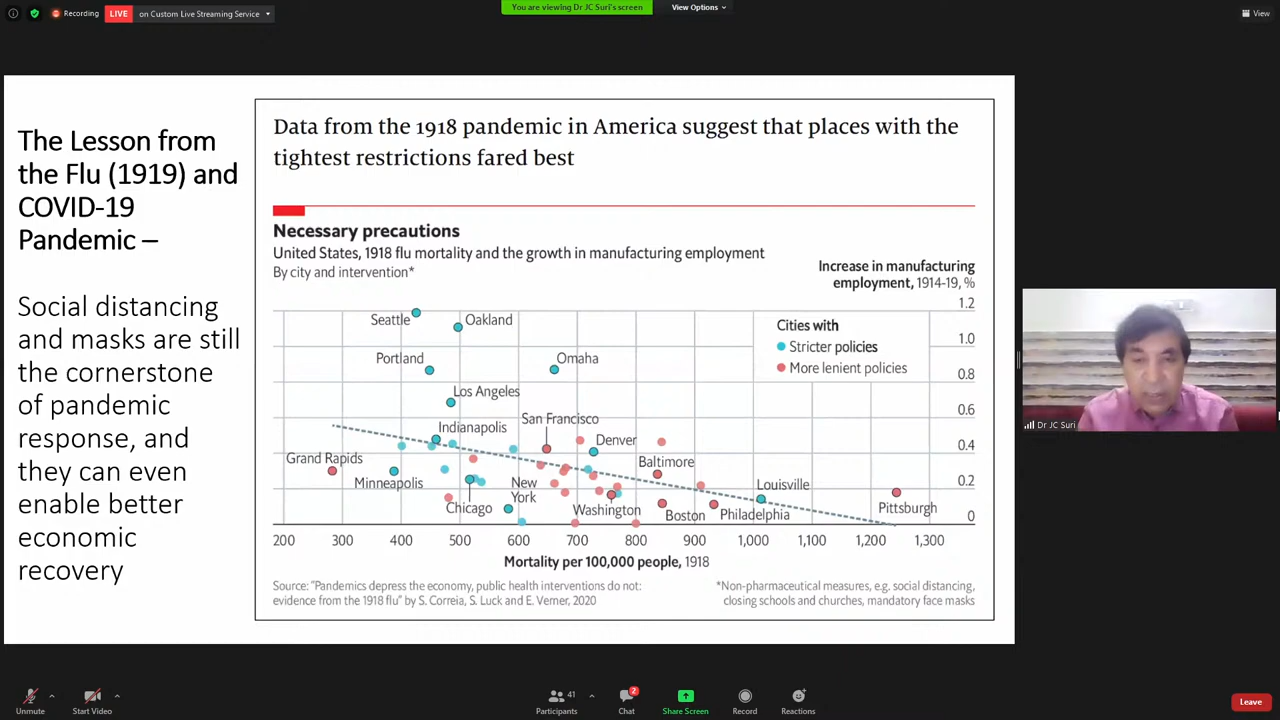 Recording
LIVE
on Custom Live Streaming Service
You are viewing Dr JC Suri's screen
View Options
View
The Lesson from
the Flu (1919) and
COVID-19
Pandemic –
Social distancing
and masks are still
the cornerstone
of pandemic
response, and
they can even
enable better
economic
recovery
Data from the 1918 pandemic in America suggest that places with the
tightest restrictions fared best
Necessary precautions
United States, 1918 flu mortality and the growth in manufacturing employment
By city and intervention*
Increase in manufacturing
employment, 1914-19, %
1.2
1.0
0.8
0.6
0.4
0.2
0
Cities with
Stricter policies
More lenient policies
Seattle
Oakland
Portland
Omaha
Los Angeles
San Francisco
Indianapolis
Denver
Grand Rapids
Baltimore
Minneapolis
New
York
Louisville
Chicago
Washington
Boston
Philadelphia
Pittsburgh
200 300 400 500 600 700 800 900 1,000 1,100 1,200 1,300
Mortality per 100,000 people, 1918
Source: "Pandemics depress the economy, public health interventions do not:
evidence from the 1918 flu" by S. Correia, S. Luck and E. Verner, 2020
*Non-pharmaceutical measures, e.g. social distancing,
closing schools and churches, mandatory face masks
Dr JC Suri
Unmute
Start Video
41
Participants
2
Chat
Share Screen
Record
Reactions
Leave